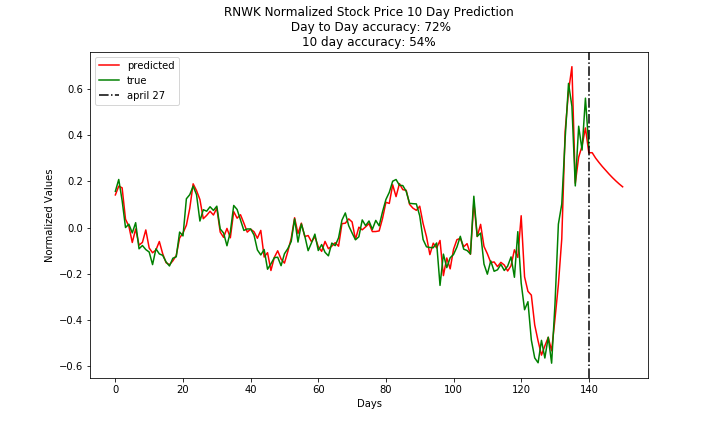 RNWK Normalized Stock Price 10 Day Prediction
Day to Day accuracy: 72%
10 day accuracy: 54%
predicted
true
april 27
Normalized Values
0.6
0.4
0.2
0.0
−0.2
−0.4
−0.6
0 20 40 60 80 100 120 140
Days